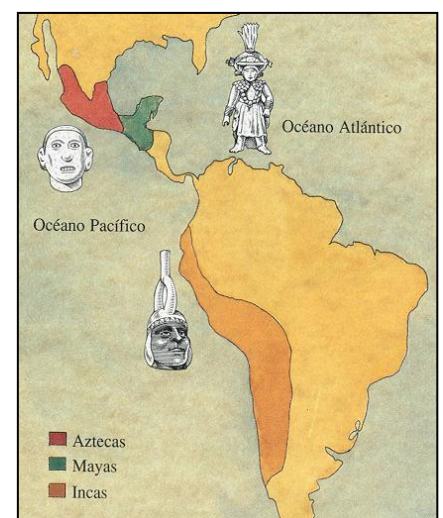 Océano Atlántico
Océano Pacífico
Aztecas
Mayas
Incas